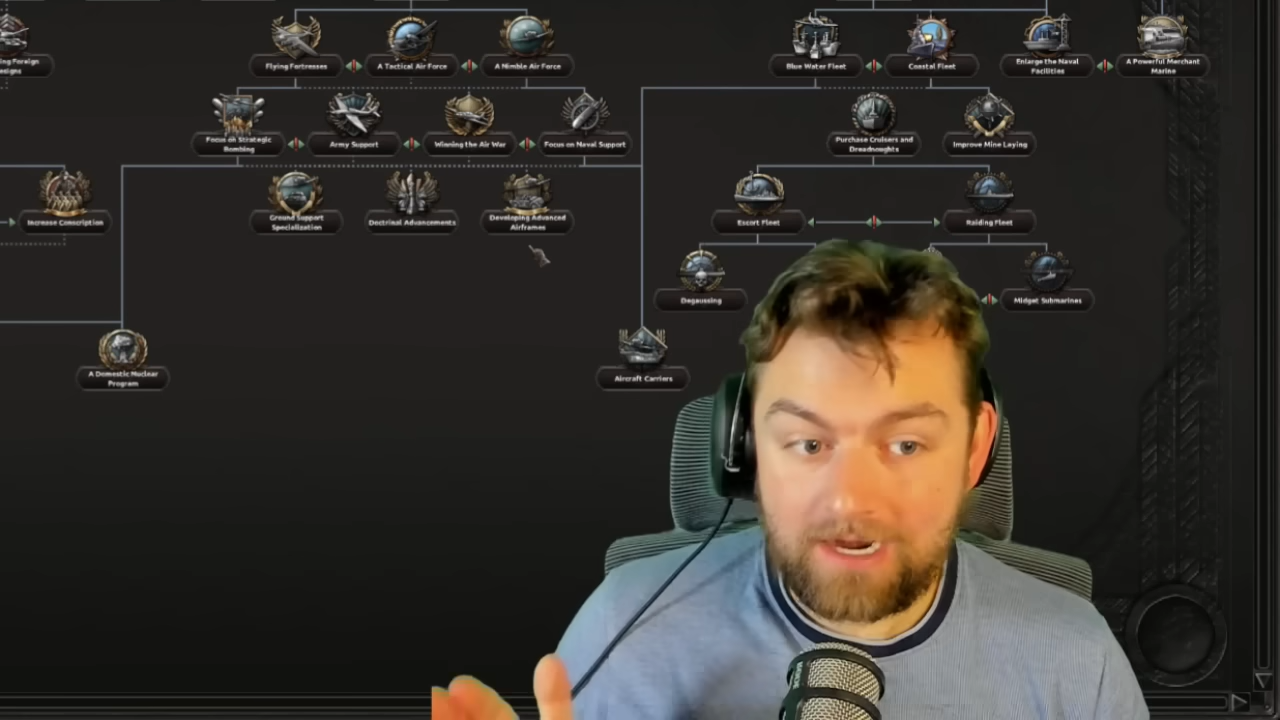 ing Foreign
esigns
Flying Fortresses
A Tactical Air Force
A Nimble Air Force
Blue Water Fleet
Coastal Fleet
Enlarge the Naval
Facilities
A Powerful Merchant
Marine
Focus on Strategic
Bombing
Army Support
Winning the Air War
Focus on Naval Support
Purchase Cruisers and
Dreadnoughts
Improve Mine Laying
Increase Conscription
Ground Support
Specialization
Doctrinal Advancements
Developing Advanced
Airframes
Escort Fleet
Raiding Fleet
Degaussing
Midget Submarines
A Domestic Nuclear
Program
Aircraft Carriers